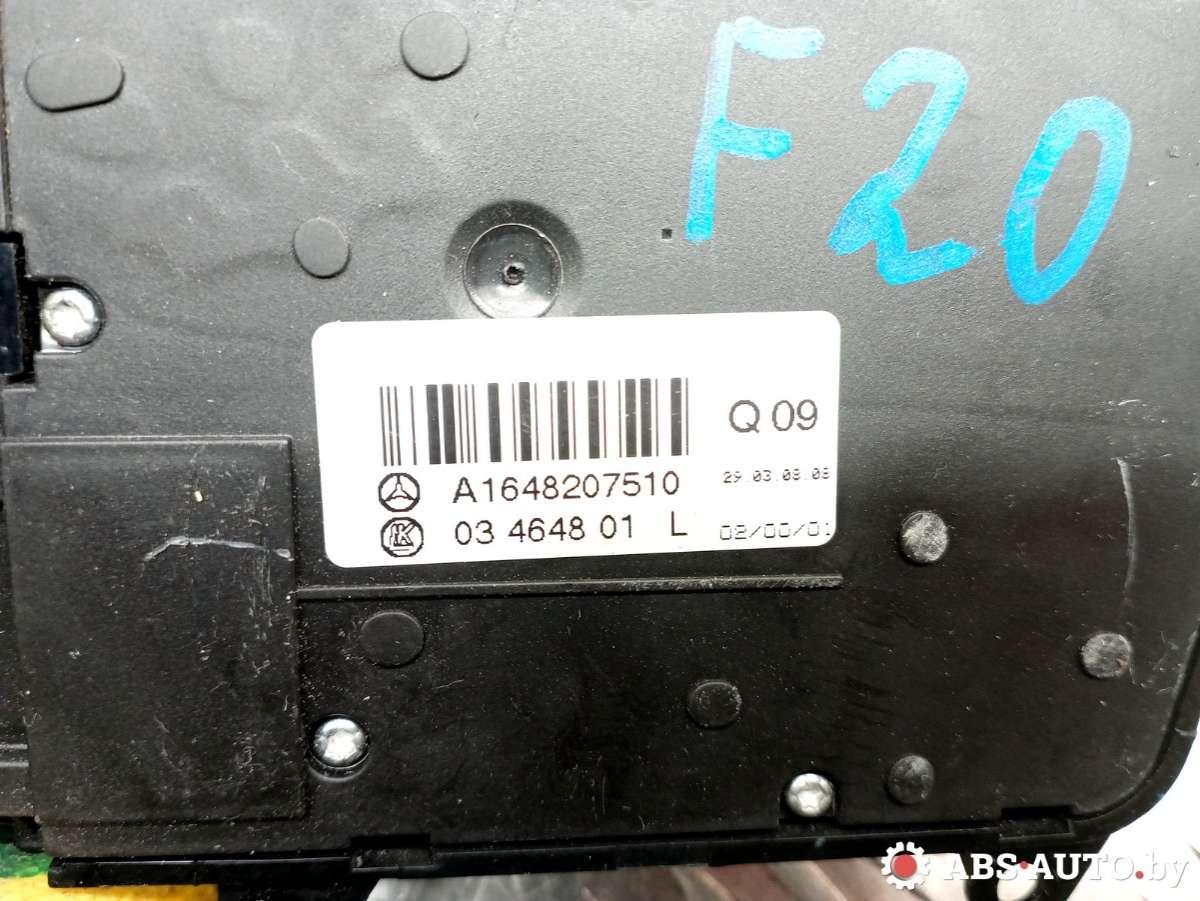 F20
Q 09
A1648207510
29.03.08.08
03 4648 01 L
02/00/01
ABS-AUTO.by